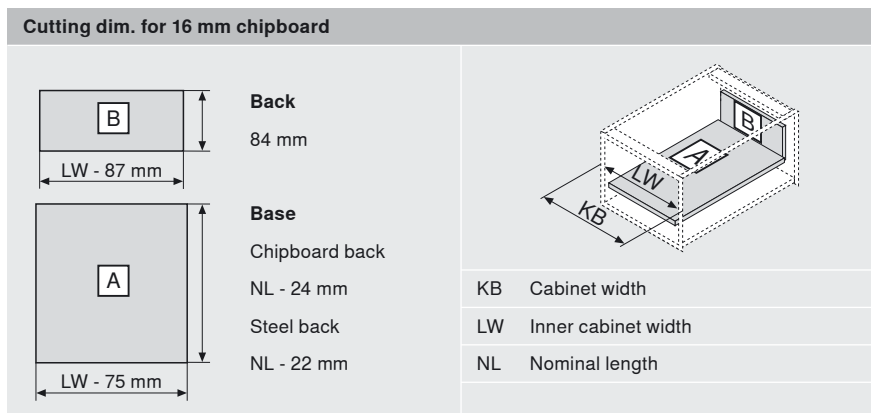 Cutting dim. for 16 mm chipboard
B
Back
84 mm
LW - 87 mm
A
Base
Chipboard back
NL - 24 mm
Steel back
NL - 22 mm
LW - 75 mm
B
A
LW
KB
KB Cabinet width
LW Inner cabinet width
NL Nominal length